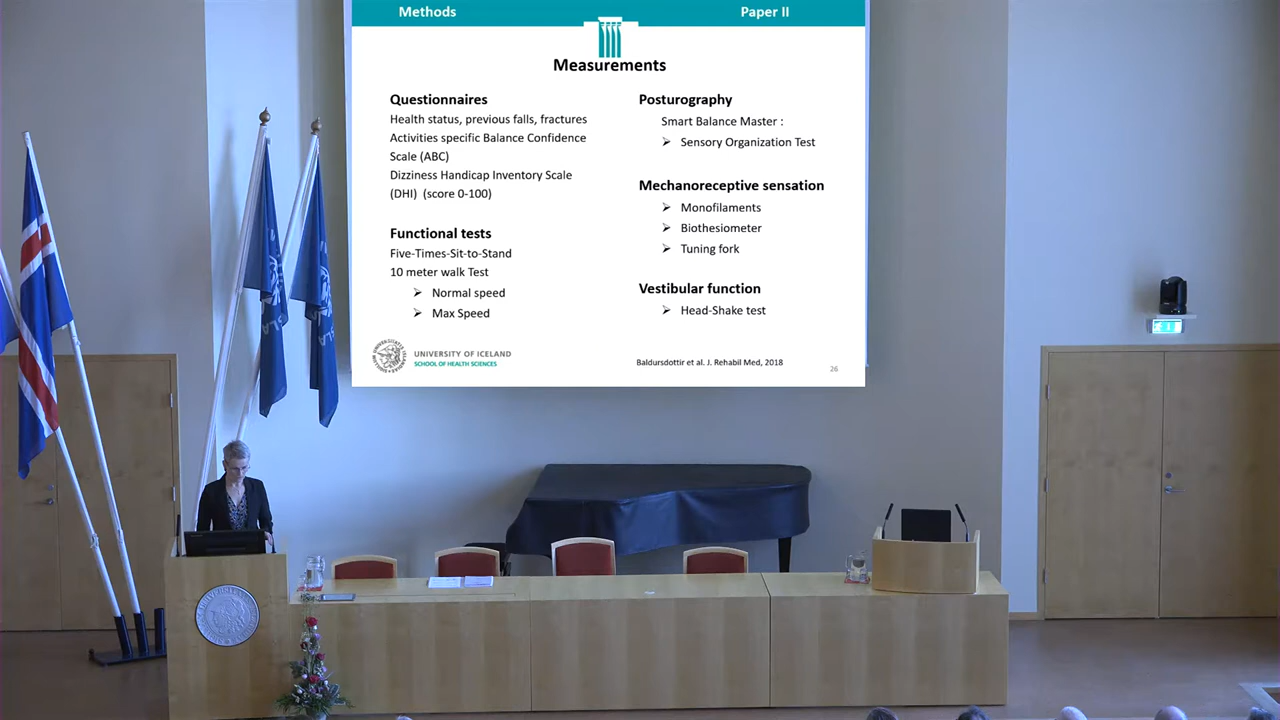 Methods
Paper II
Measurements
Questionnaires
Health status, previous falls, fractures
Activities specific Balance Confidence
Scale (ABC)
Dizziness Handicap Inventory Scale
(DHI) (score 0-100)
Functional tests
Five-Times-Sit-to-Stand
10 meter walk Test
➢ Normal speed
➢ Max Speed
Posturography
Smart Balance Master :
➢ Sensory Organization Test
Mechanoreceptive sensation
➢ Monofilaments
➢ Biothesiometer
➢ Tuning fork
Vestibular function
➢ Head-Shake test
UNIVERSITY OF ICELAND
SCHOOL OF HEALTH SCIENCES
Baldursdottir et al. J. Rehabil Med, 2018
26